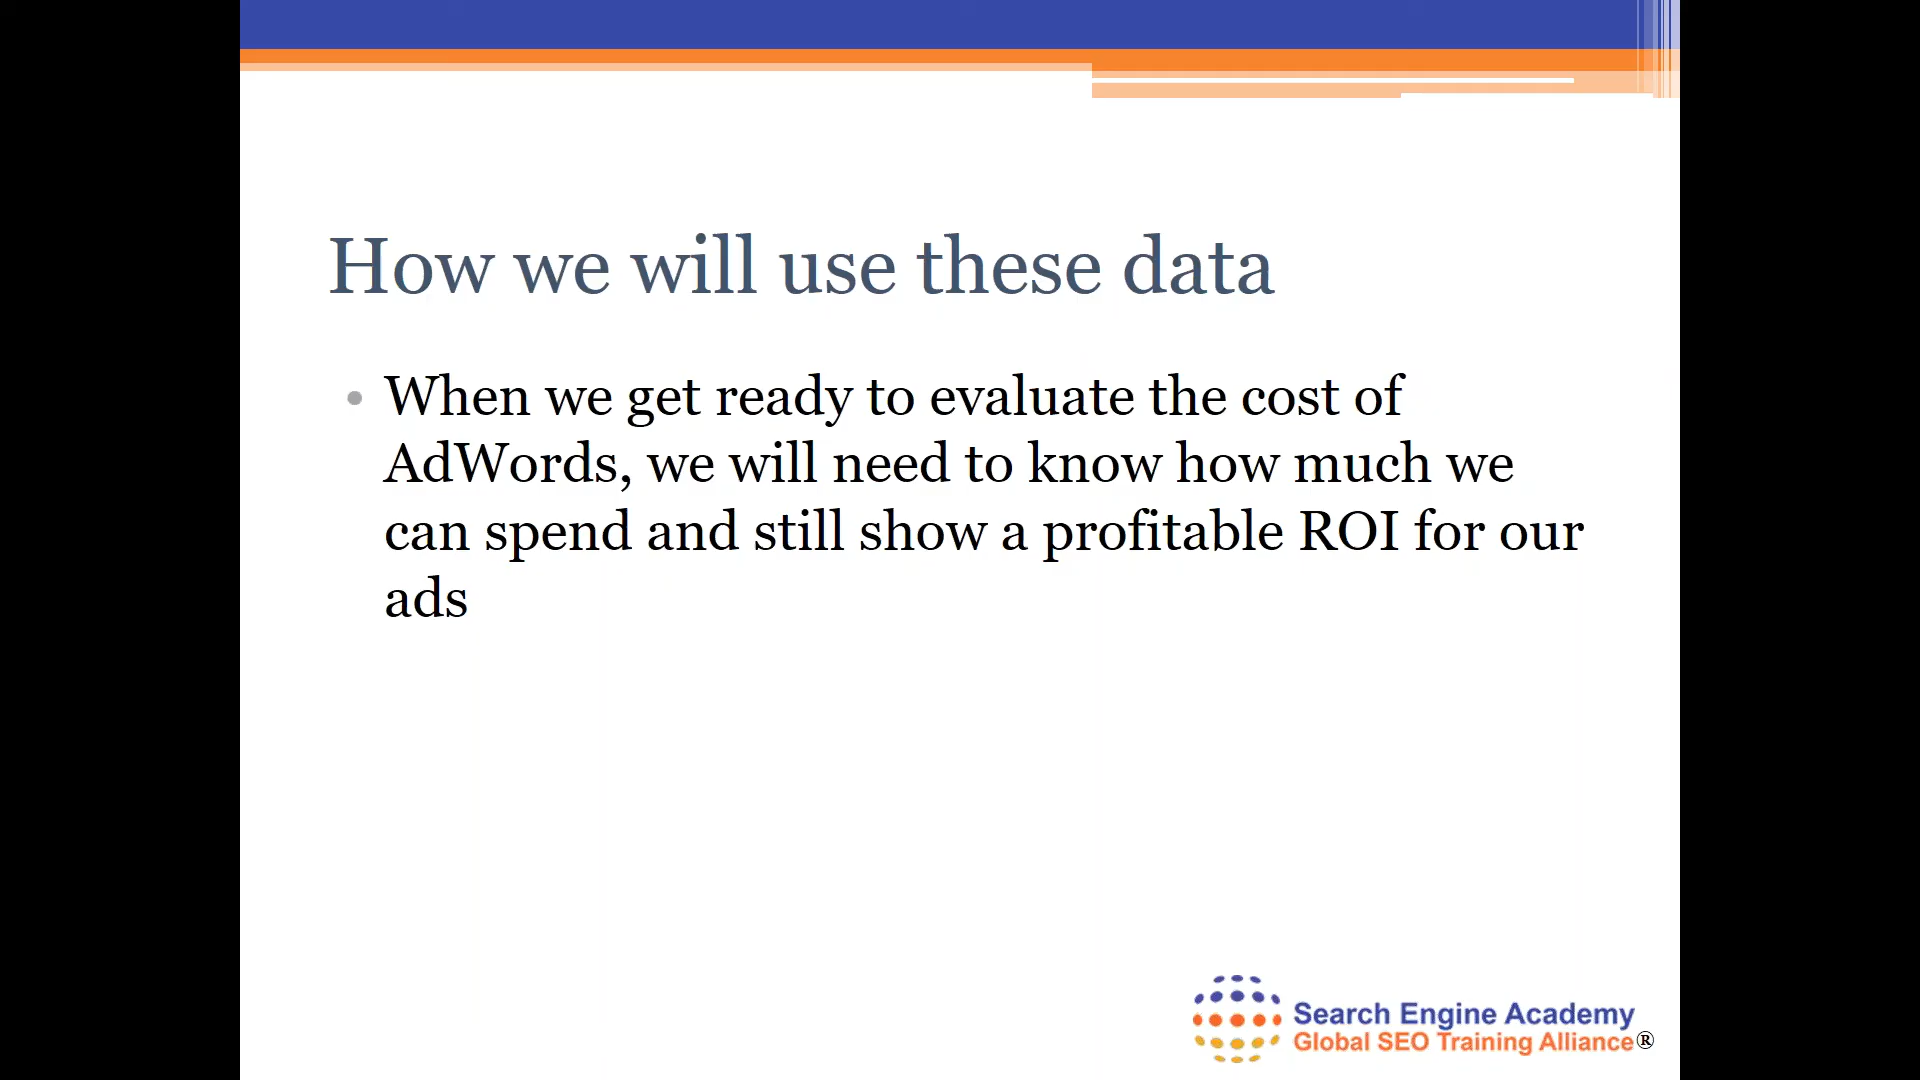 How we will use these data
• When we get ready to evaluate the cost of
AdWords, we will need to know how much we
can spend and still show a profitable ROI for our
ads
Search Engine Academy
Global SEO Training Alliance®